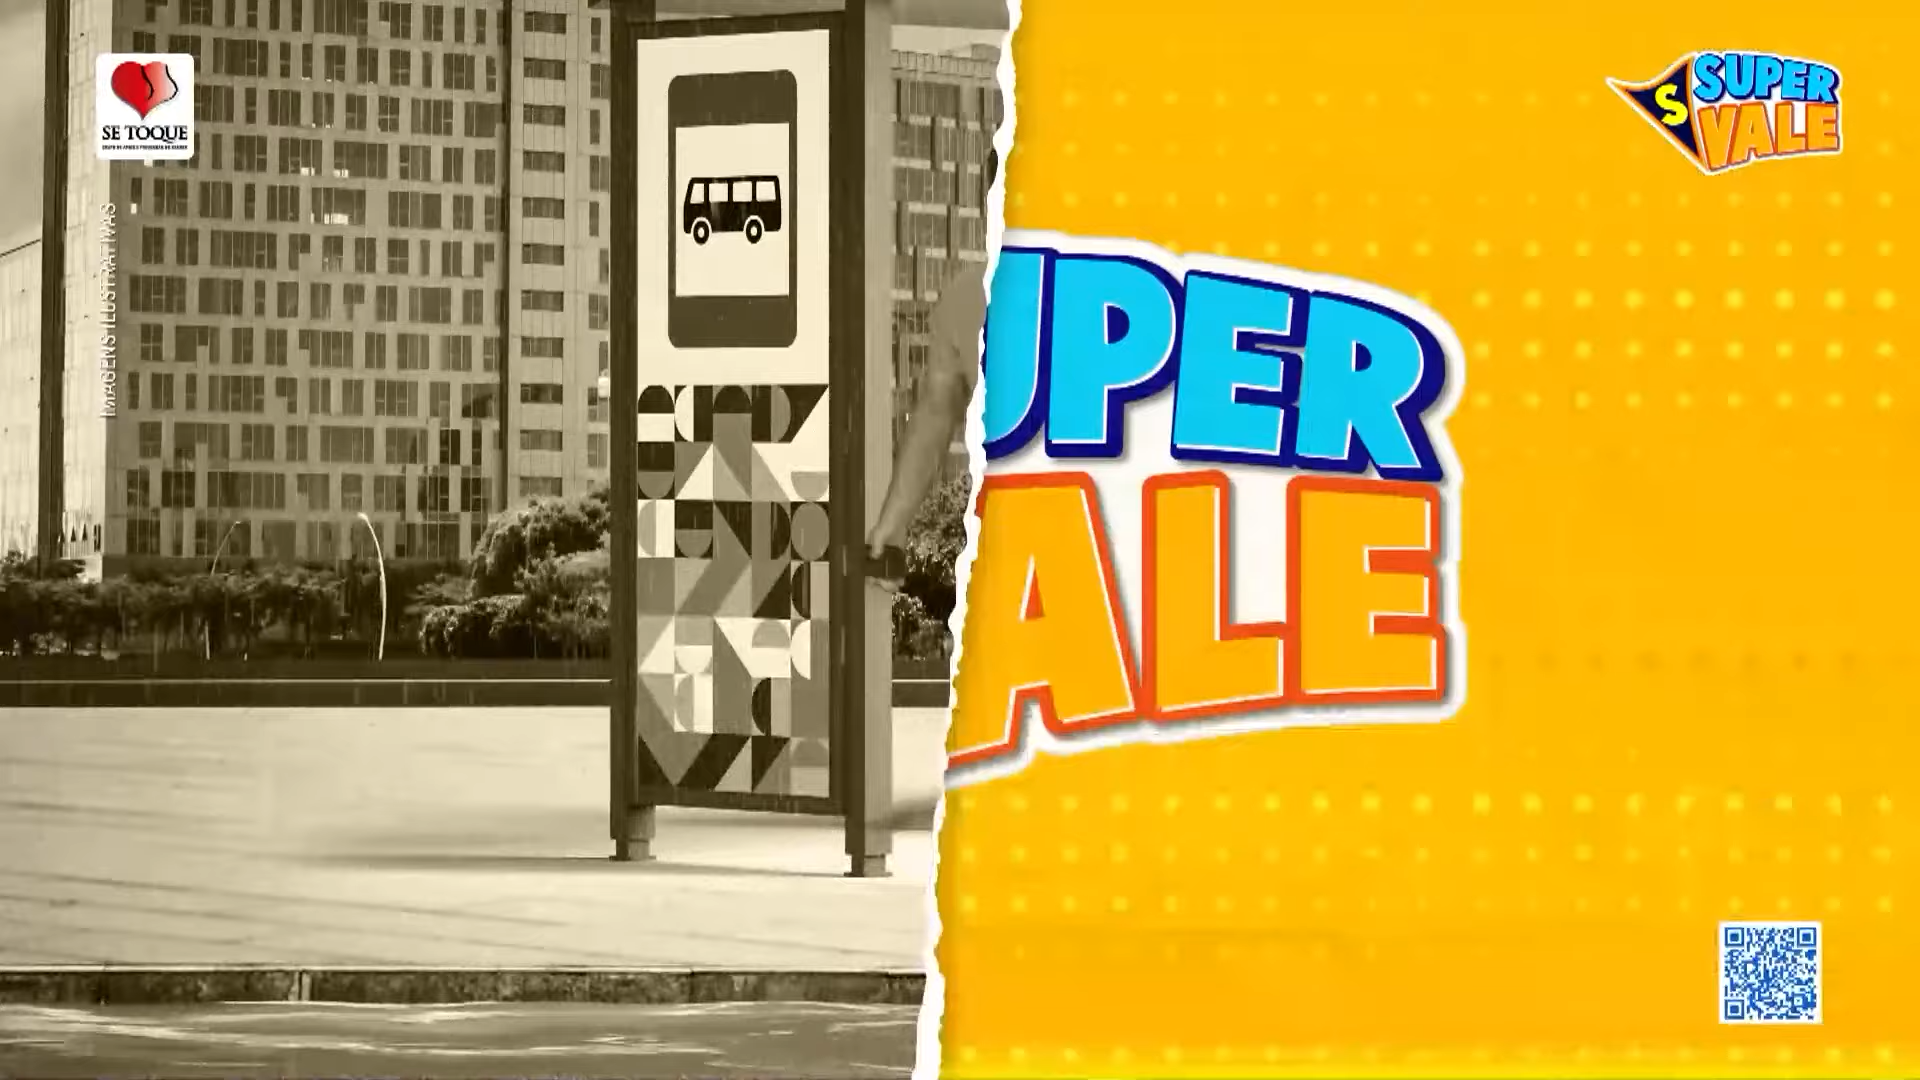 SE TOQUE
IMAGENS ILUSTRATIVAS
S
SUPER
VALE
UPER
ALE